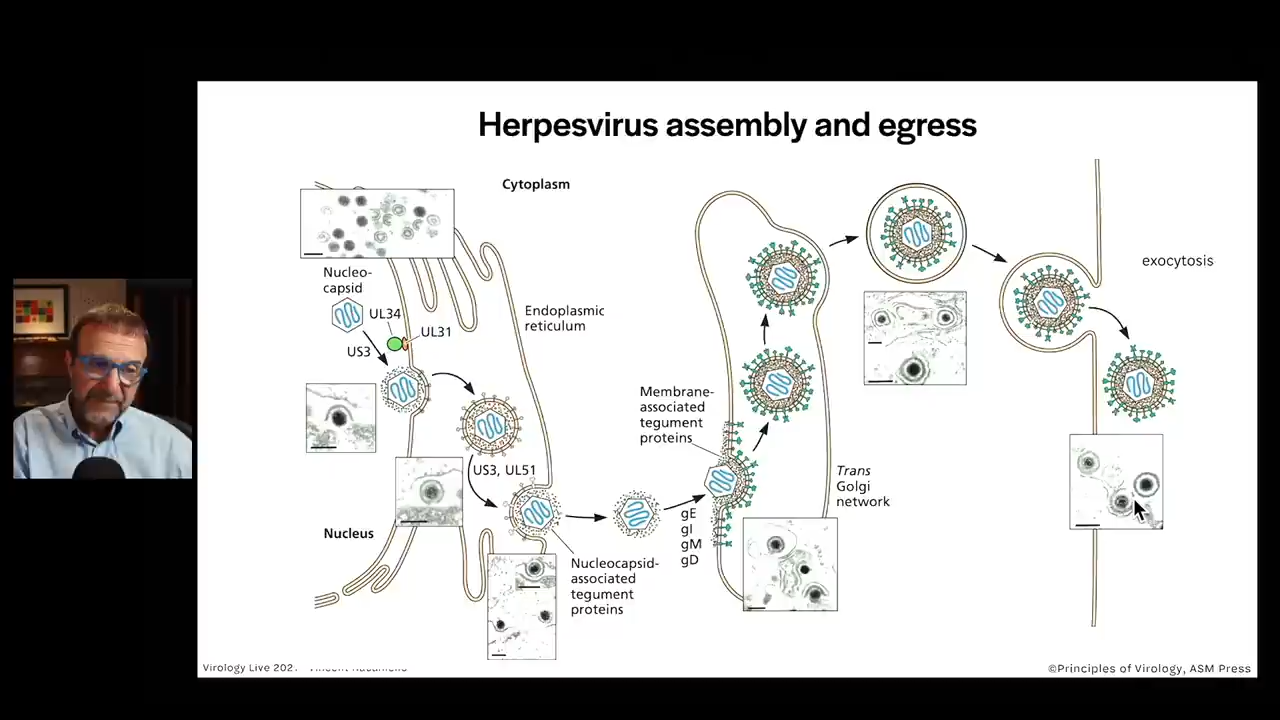 Herpesvirus assembly and egress
Cytoplasm
Nucleo-
capsid
UL34
UL31
US3
Endoplasmic
reticulum
US3, UL51
Nucleus
Nucleocapsid-
associated
tegument
proteins
Membrane-
associated
tegument
proteins
gE
gI
gM
gD
Trans
Golgi
network
exocytosis
Virology Live
©Principles of Virology, ASM Press